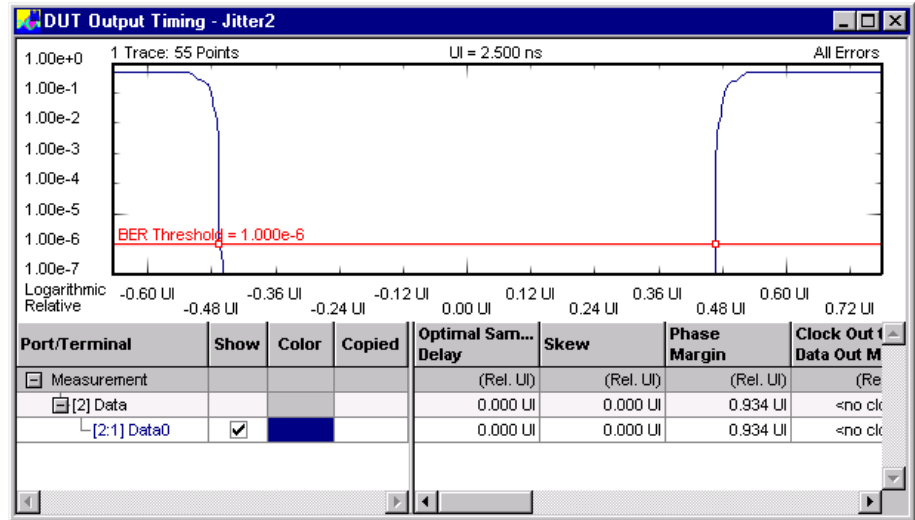 DUT Output Timing - Jitter2
1 Trace: 55 Points UI = 2.500 ns All Errors
1.00e+0
1.00e-1
1.00e-2
1.00e-3
1.00e-4
1.00e-5
1.00e-6
1.00e-7
BER Threshold = 1.000e-6
Logarithmic
Relative
-0.60 UI -0.36 UI -0.12 UI 0.12 UI 0.36 UI 0.60 UI
-0.48 UI -0.24 UI 0.00 UI 0.24 UI 0.48 UI 0.72 UI
Port/Terminal Show Color Copied Optimal Sam... Delay Skew Phase Margin Clock Out t Data Out M
Measurement (Rel. UI) (Rel. UI) (Rel. UI) (Re
[2] Data 0.000 UI 0.000 UI 0.934 UI <no clo
[2:1] Data0 0.000 UI 0.000 UI 0.934 UI <no clo